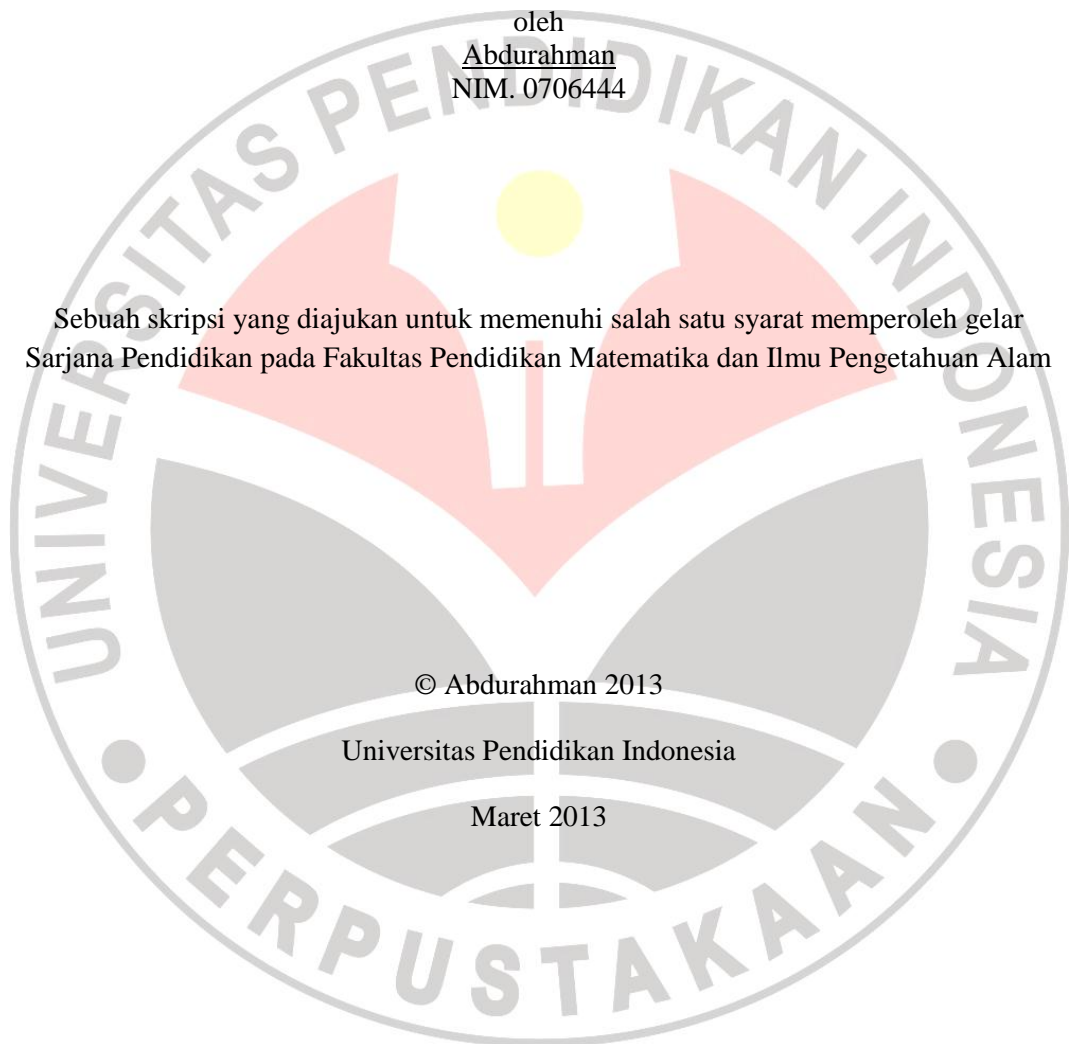 oleh
Abdurahman
NIM. 0706444
Sebuah skripsi yang diajukan untuk memenuhi salah satu syarat memperoleh gelar
Sarjana Pendidikan pada Fakultas Pendidikan Matematika dan Ilmu Pengetahuan Alam
© Abdurahman 2013
Universitas Pendidikan Indonesia
Maret 2013
UNIVERSITAS PENDIDIKAN INDONESIA
PERPUSTAKAAN